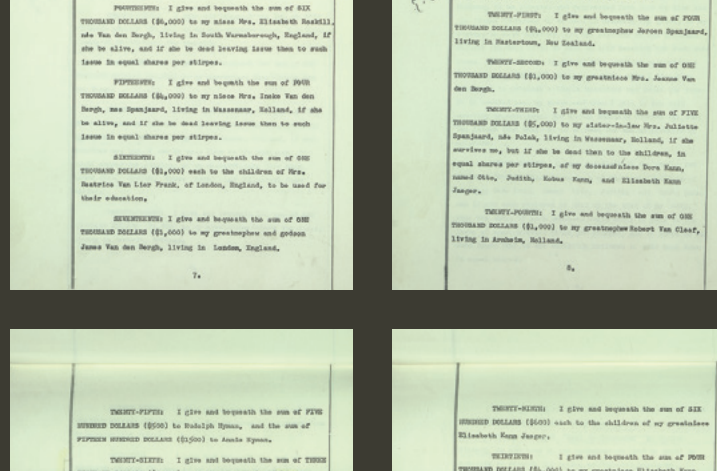 FOURTEENTH: I give and bequeath the sum of SIX
THOUSAND DOLLARS ($6,000) to my niece Mrs. Elizabeth Roskill,
née Van den Bergh, living in South Warnsborough, England, if
she be alive, and if she be dead leaving issue then to such
issue in equal shares per stirpes.
FIFTEENTH: I give and bequeath the sum of FOUR
THOUSAND DOLLARS ($4,000) to my niece Mrs. Ineke Van den
Bergh, nee Spanjaard, living in Wassenaar, Holland, if she
be alive, and if she be dead leaving issue then to such
issue in equal shares per stirpes.
SIXTEENTH: I give and bequeath the sum of ONE
THOUSAND DOLLARS ($1,000) each to the children of Mrs.
Beatrice Van Lier Frank, of London, England, to be used for
their education.
SEVENTEENTH: I give and bequeath the sum of ONE
THOUSAND DOLLARS ($1,000) to my greatnephew and godson
James Van den Bergh, living in London, England.
7.
TWENTY-FIRST: I give and bequeath the sum of FOUR
THOUSAND DOLLARS ($4,000) to my greatnephew Jeroen Spanjaard,
living in Mastertown, New Zealand.
TWENTY-SECOND: I give and bequeath the sum of ONE
THOUSAND DOLLARS ($1,000) to my greatniece Mrs. Jeanne Van
den Bergh.
TWENTY-THIRD: I give and bequeath the sum of FIVE
THOUSAND DOLLARS ($5,000) to my sister-in-law Mrs. Juliette
Spanjaard, née Polak, living in Wassenaar, Holland, if she
survives me, but if she be dead then to the children, in
equal shares per stirpes, of my deceased niece Dora Kann,
named Otto, Judith, Kobus Kann, and Elisabeth Kann
Jaeger.
TWENTY-FOURTH: I give and bequeath the sum of ONE
THOUSAND DOLLARS ($1,000) to my greatnephew Robert Van Cleef,
living in Arnheim, Holland.
8.
TWENTY-FIFTH: I give and bequeath the sum of FIVE
HUNDRED DOLLARS ($500) to Rudolph Hyman, and the sum of
FIFTEEN HUNDRED DOLLARS ($1500) to Annie Hyman.
TWENTY-SIXTH: I give and bequeath the sum of THREE
TWENTY-NINTH: I give and bequeath the sum of SIX
HUNDRED DOLLARS ($600) each to the children of my greatniece
Elisabeth Kann Jaeger.
THIRTIETH: I give and bequeath the sum of FOUR